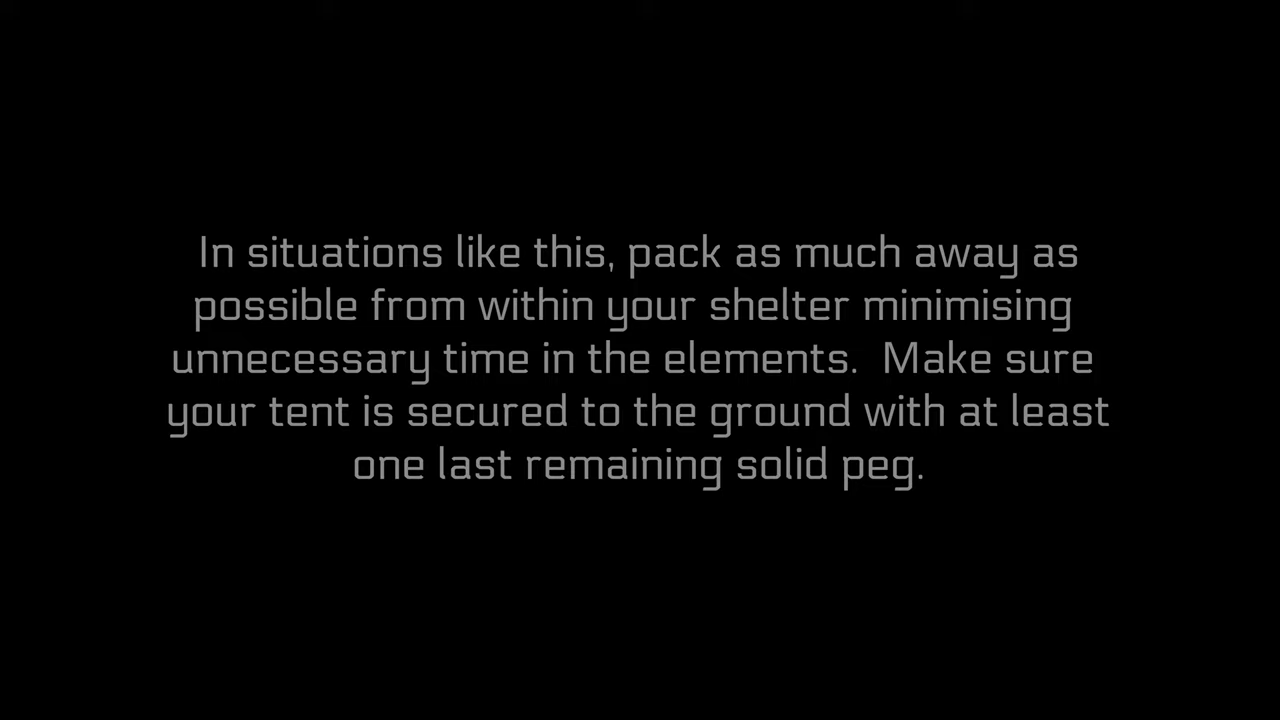 In situations like this, pack as much away as
possible from within your shelter minimising
unnecessary time in the elements.  Make sure
your tent is secured to the ground with at least
one last remaining solid peg.